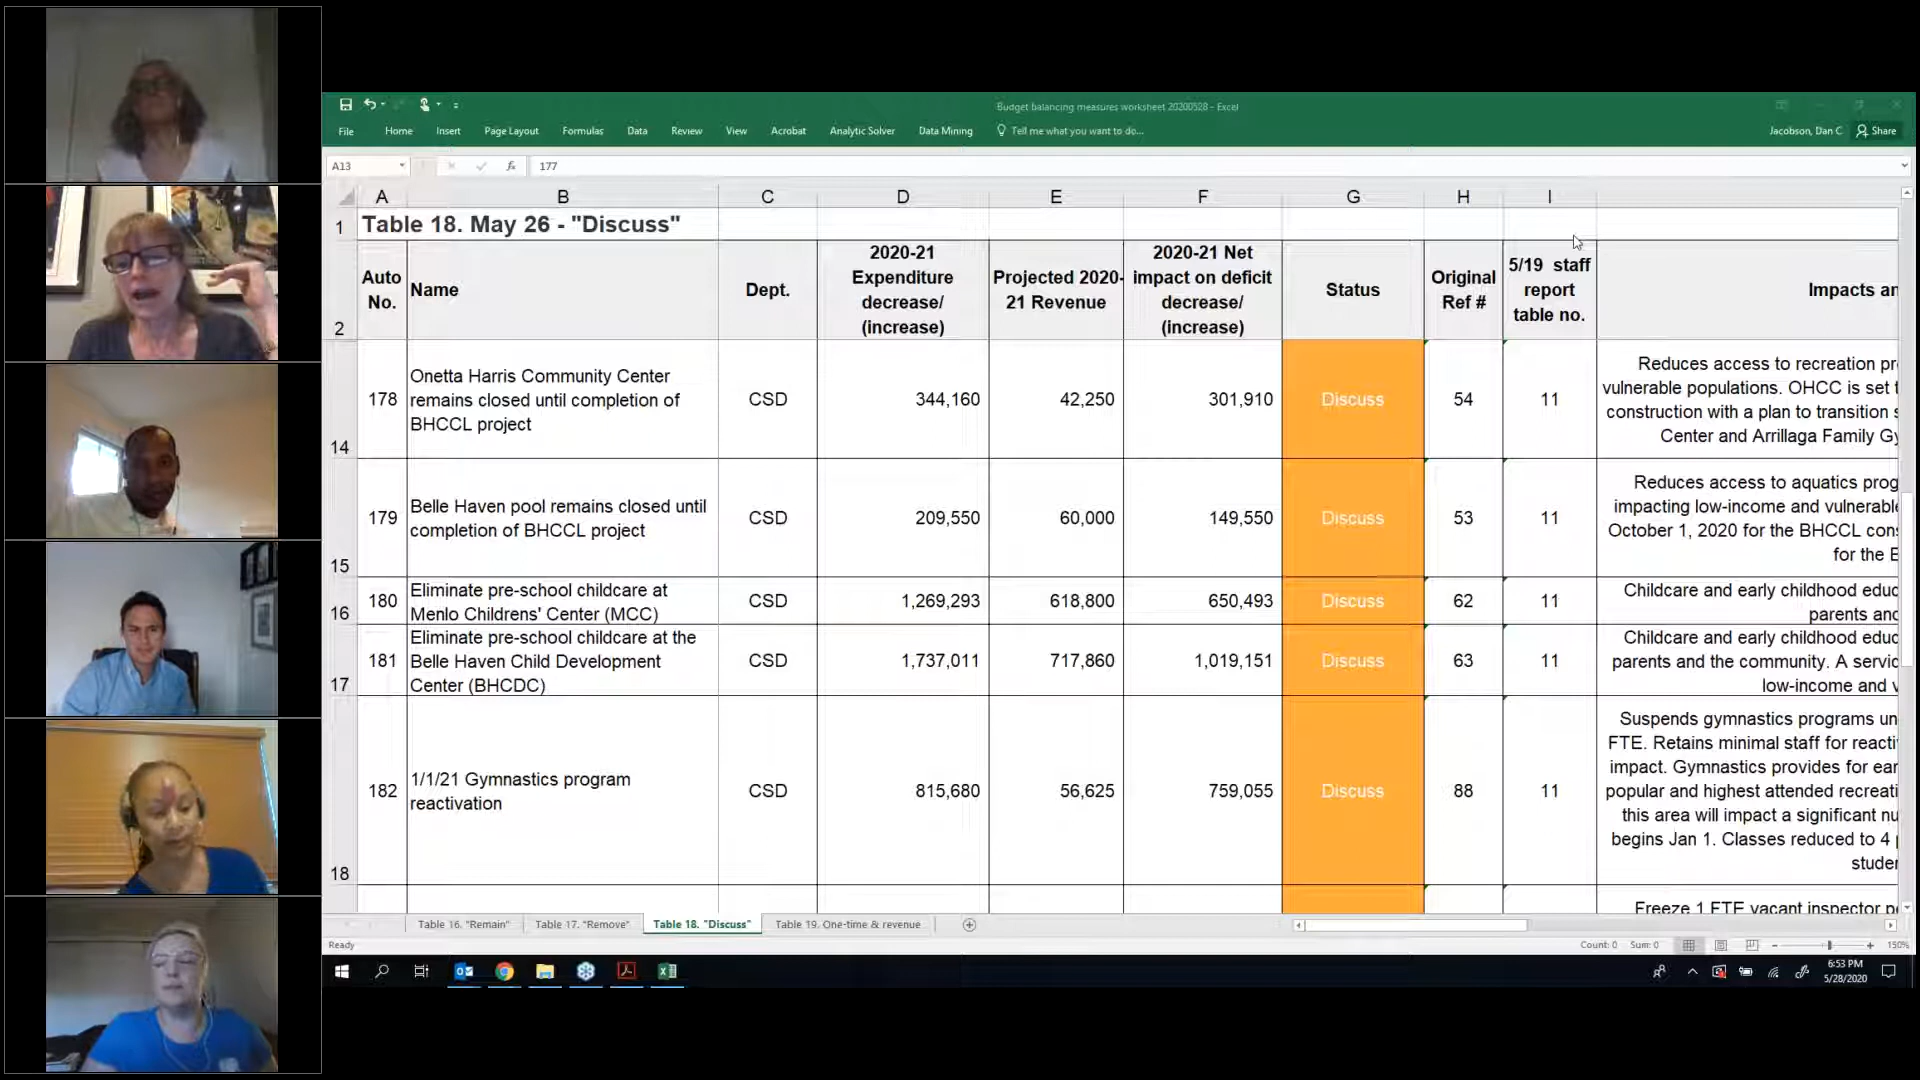 Budget balancing measures worksheet 20200528 - Excel
File Home Insert Page Layout Formulas Data Review View Acrobat Analytic Solver Data Mining Tell me what you want to do... Jacobson, Dan C Share
A13 fx 177
A B C D E F G H I
1 Table 18. May 26 - "Discuss"
2020-21 2020-21 Net
5/19 staff
Auto Expenditure Projected 2020- impact on deficit Original report
No. Name Dept. decrease/ 21 Revenue decrease/ Status Ref # table no. Impacts an
2 (increase) (increase)
Onetta Harris Community Center
remains closed until completion of
BHCCL project
178 CSD 344,160 42,250 301,910 Discuss 54 11
Reduces access to recreation pr
vulnerable populations. OHCC is set t
construction with a plan to transition s
Center and Arrillaga Family Gy
14
Belle Haven pool remains closed until
completion of BHCCL project
179 CSD 209,550 60,000 149,550 Discuss 53 11
Reduces access to aquatics prog
impacting low-income and vulnerable
October 1, 2020 for the BHCCL cons
for the B
15
Eliminate pre-school childcare at
Menlo Childrens' Center (MCC)
180 CSD 1,269,293 618,800 650,493 Discuss 62 11
Childcare and early childhood educ
parents and
16
Eliminate pre-school childcare at the
Belle Haven Child Development
Center (BHCDC)
181 CSD 1,737,011 717,860 1,019,151 Discuss 63 11
Childcare and early childhood educ
parents and the community. A servic
low-income and v
17
1/1/21 Gymnastics program
reactivation
182 CSD 815,680 56,625 759,055 Discuss 88 11
Suspends gymnastics programs un
FTE. Retains minimal staff for reacti
impact. Gymnastics provides for ear
popular and highest attended recreati
this area will impact a significant nu
begins Jan 1. Classes reduced to 4 p
studen
18
Freeze 1 FTE vacant inspector po
Table 16. "Remain" Table 17. "Remove" Table 18. "Discuss" Table 19. One-time & revenue
Ready Count: 0 Sum: 0 150%
6:53 PM
5/28/2020